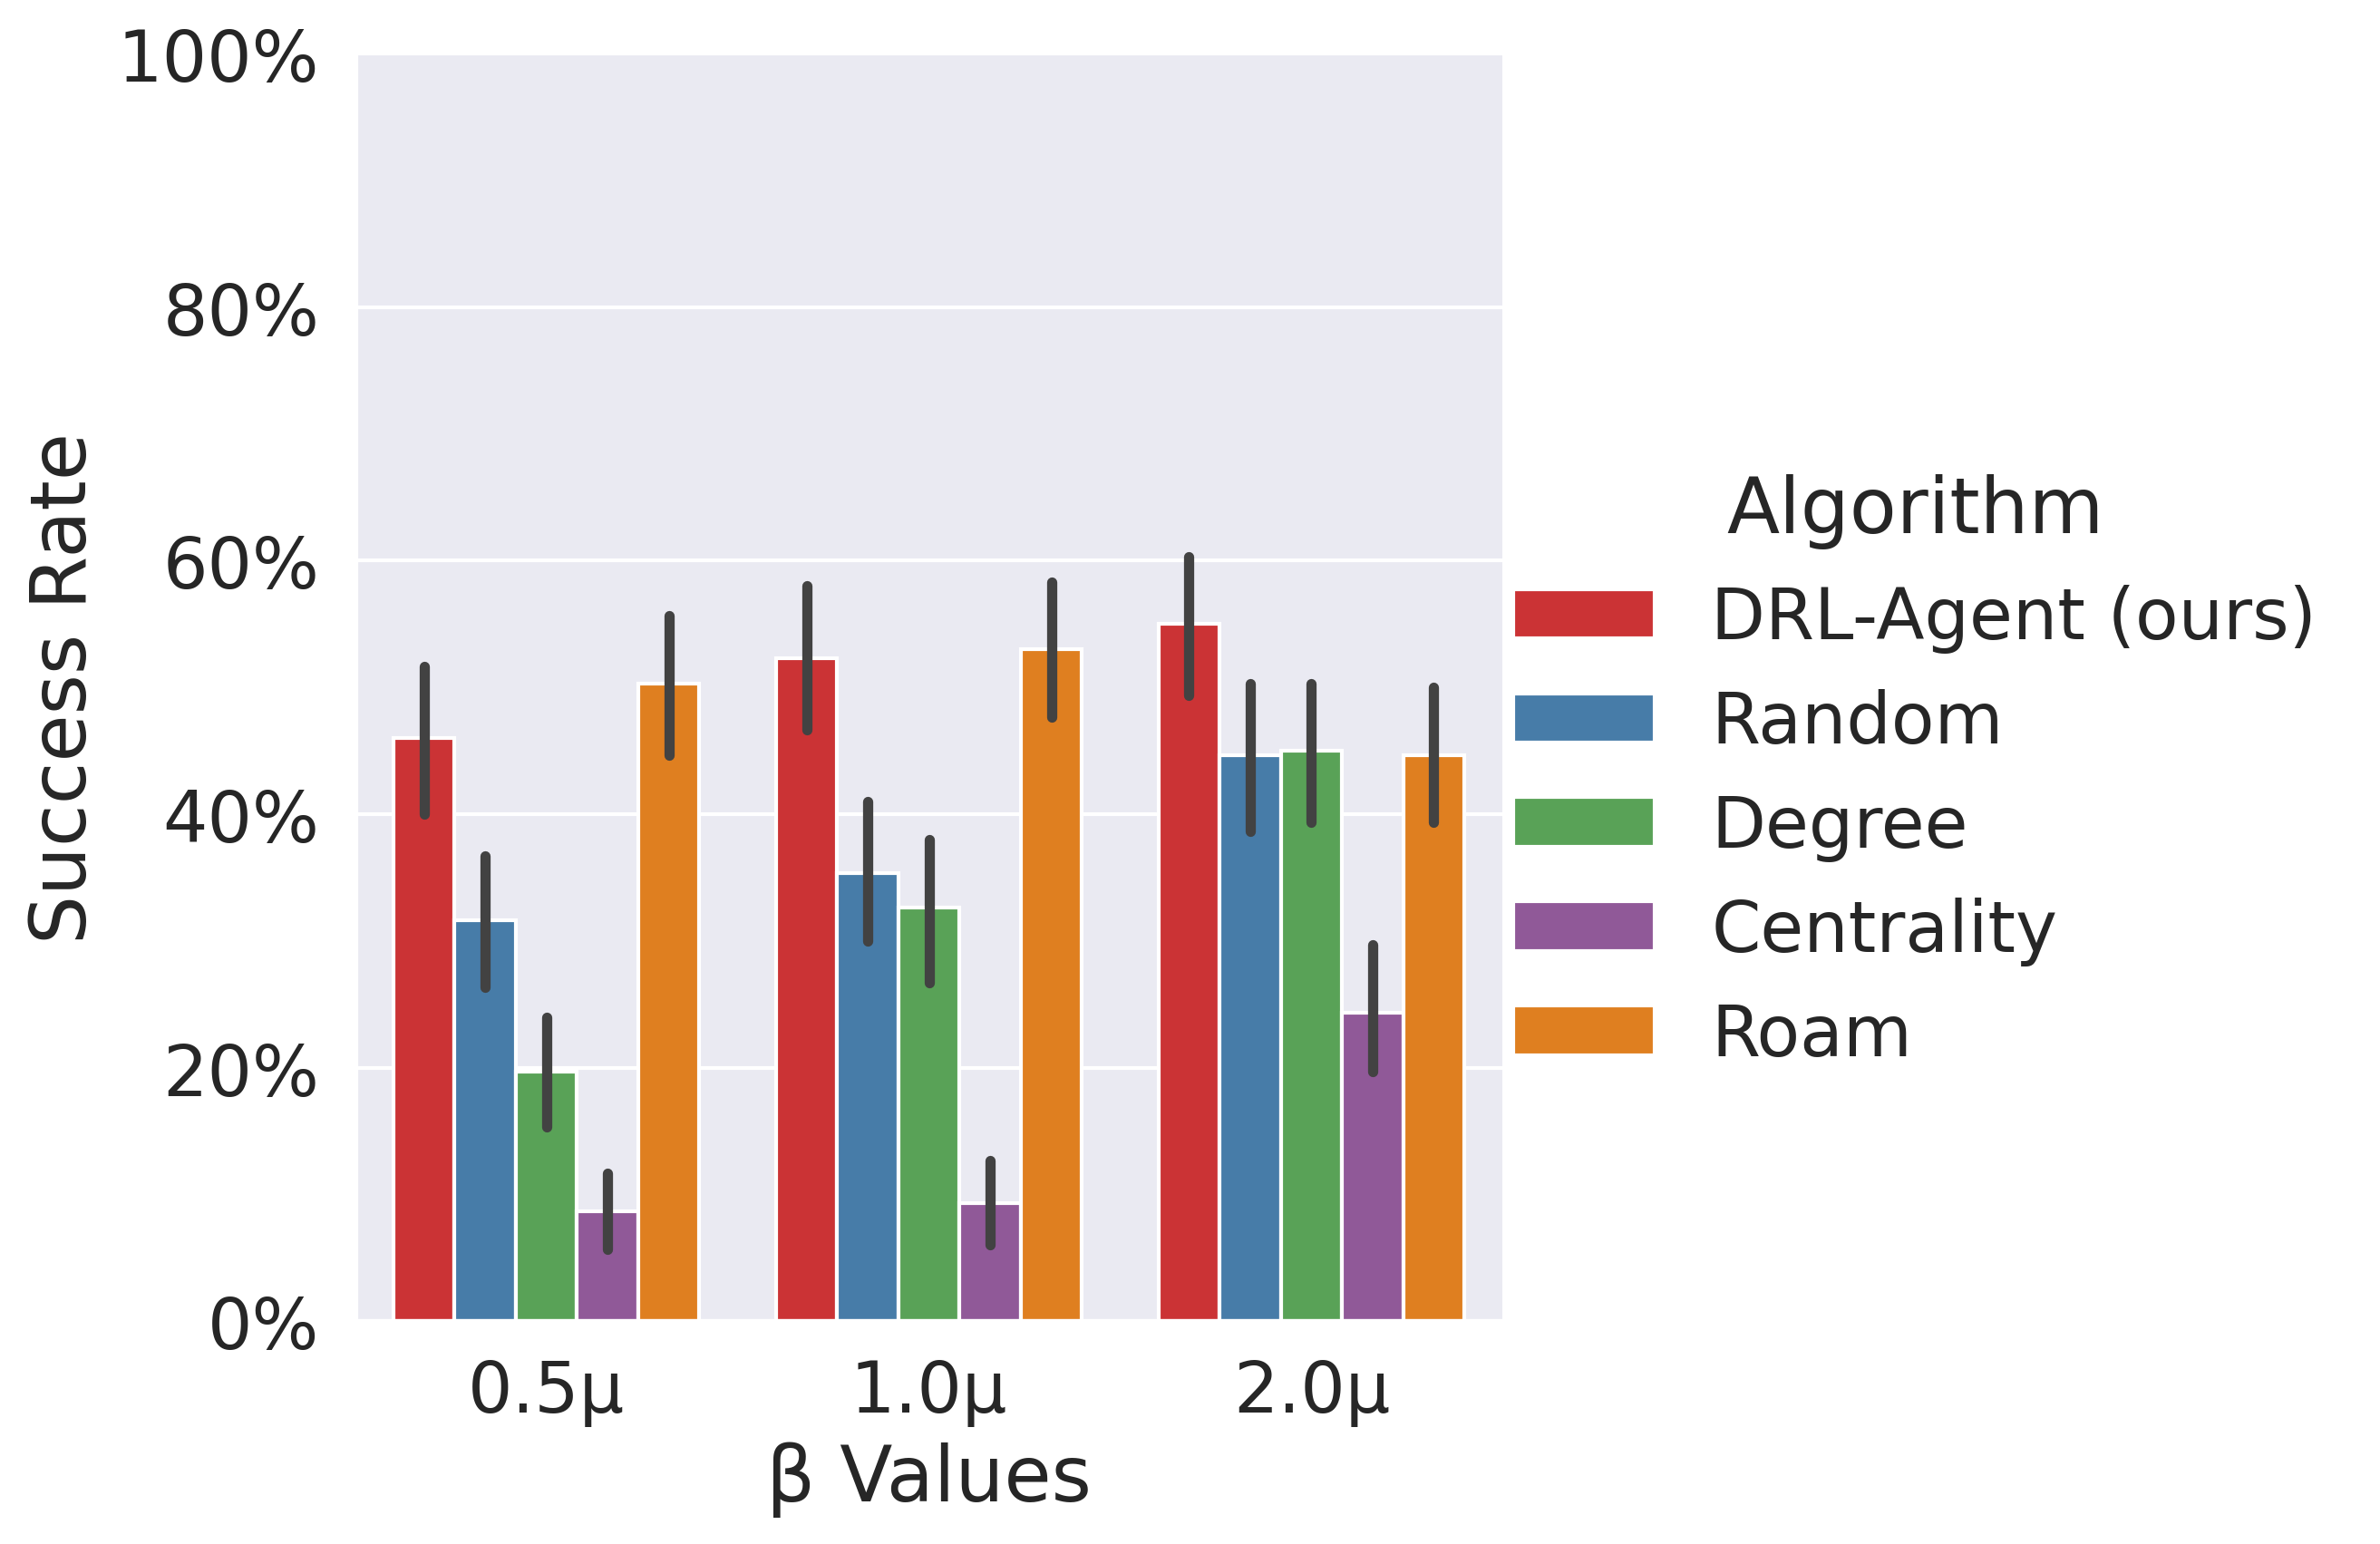 100%
80%
60%
40%
20%
0%
Success Rate
0.5µ 1.0µ 2.0µ
β Values
Algorithm
DRL-Agent (ours)
Random
Degree
Centrality
Roam